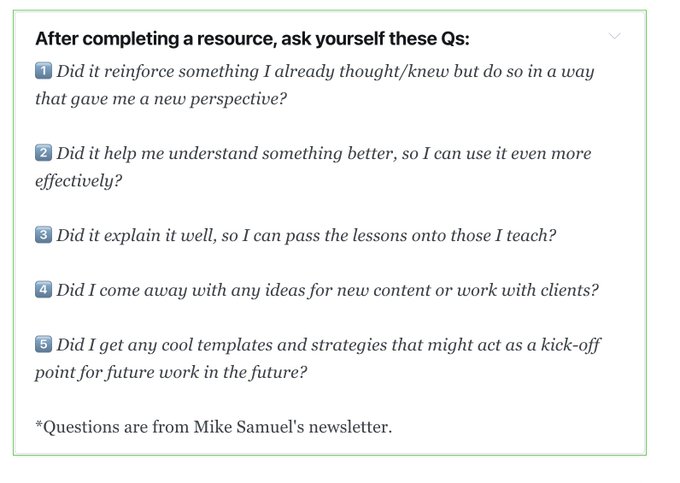 After completing a resource, ask yourself these Qs:
1️⃣ Did it reinforce something I already thought/knew but do so in a way
that gave me a new perspective?
2️⃣ Did it help me understand something better, so I can use it even more
effectively?
3️⃣ Did it explain it well, so I can pass the lessons onto those I teach?
4️⃣ Did I come away with any ideas for new content or work with clients?
5️⃣ Did I get any cool templates and strategies that might act as a kick-off
point for future work in the future?
*Questions are from Mike Samuel's newsletter.